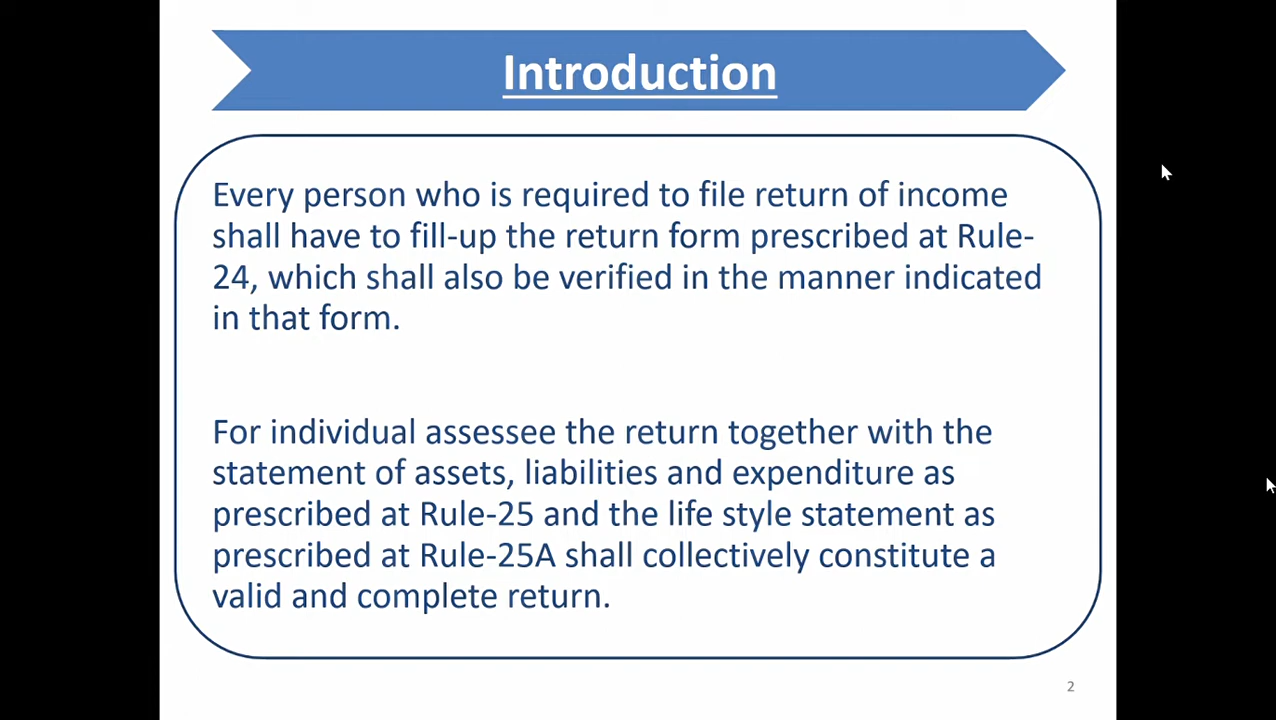 Introduction
Every person who is required to file return of income
shall have to fill-up the return form prescribed at Rule-
24, which shall also be verified in the manner indicated
in that form.
For individual assessee the return together with the
statement of assets, liabilities and expenditure as
prescribed at Rule-25 and the life style statement as
prescribed at Rule-25A shall collectively constitute a
valid and complete return.
2